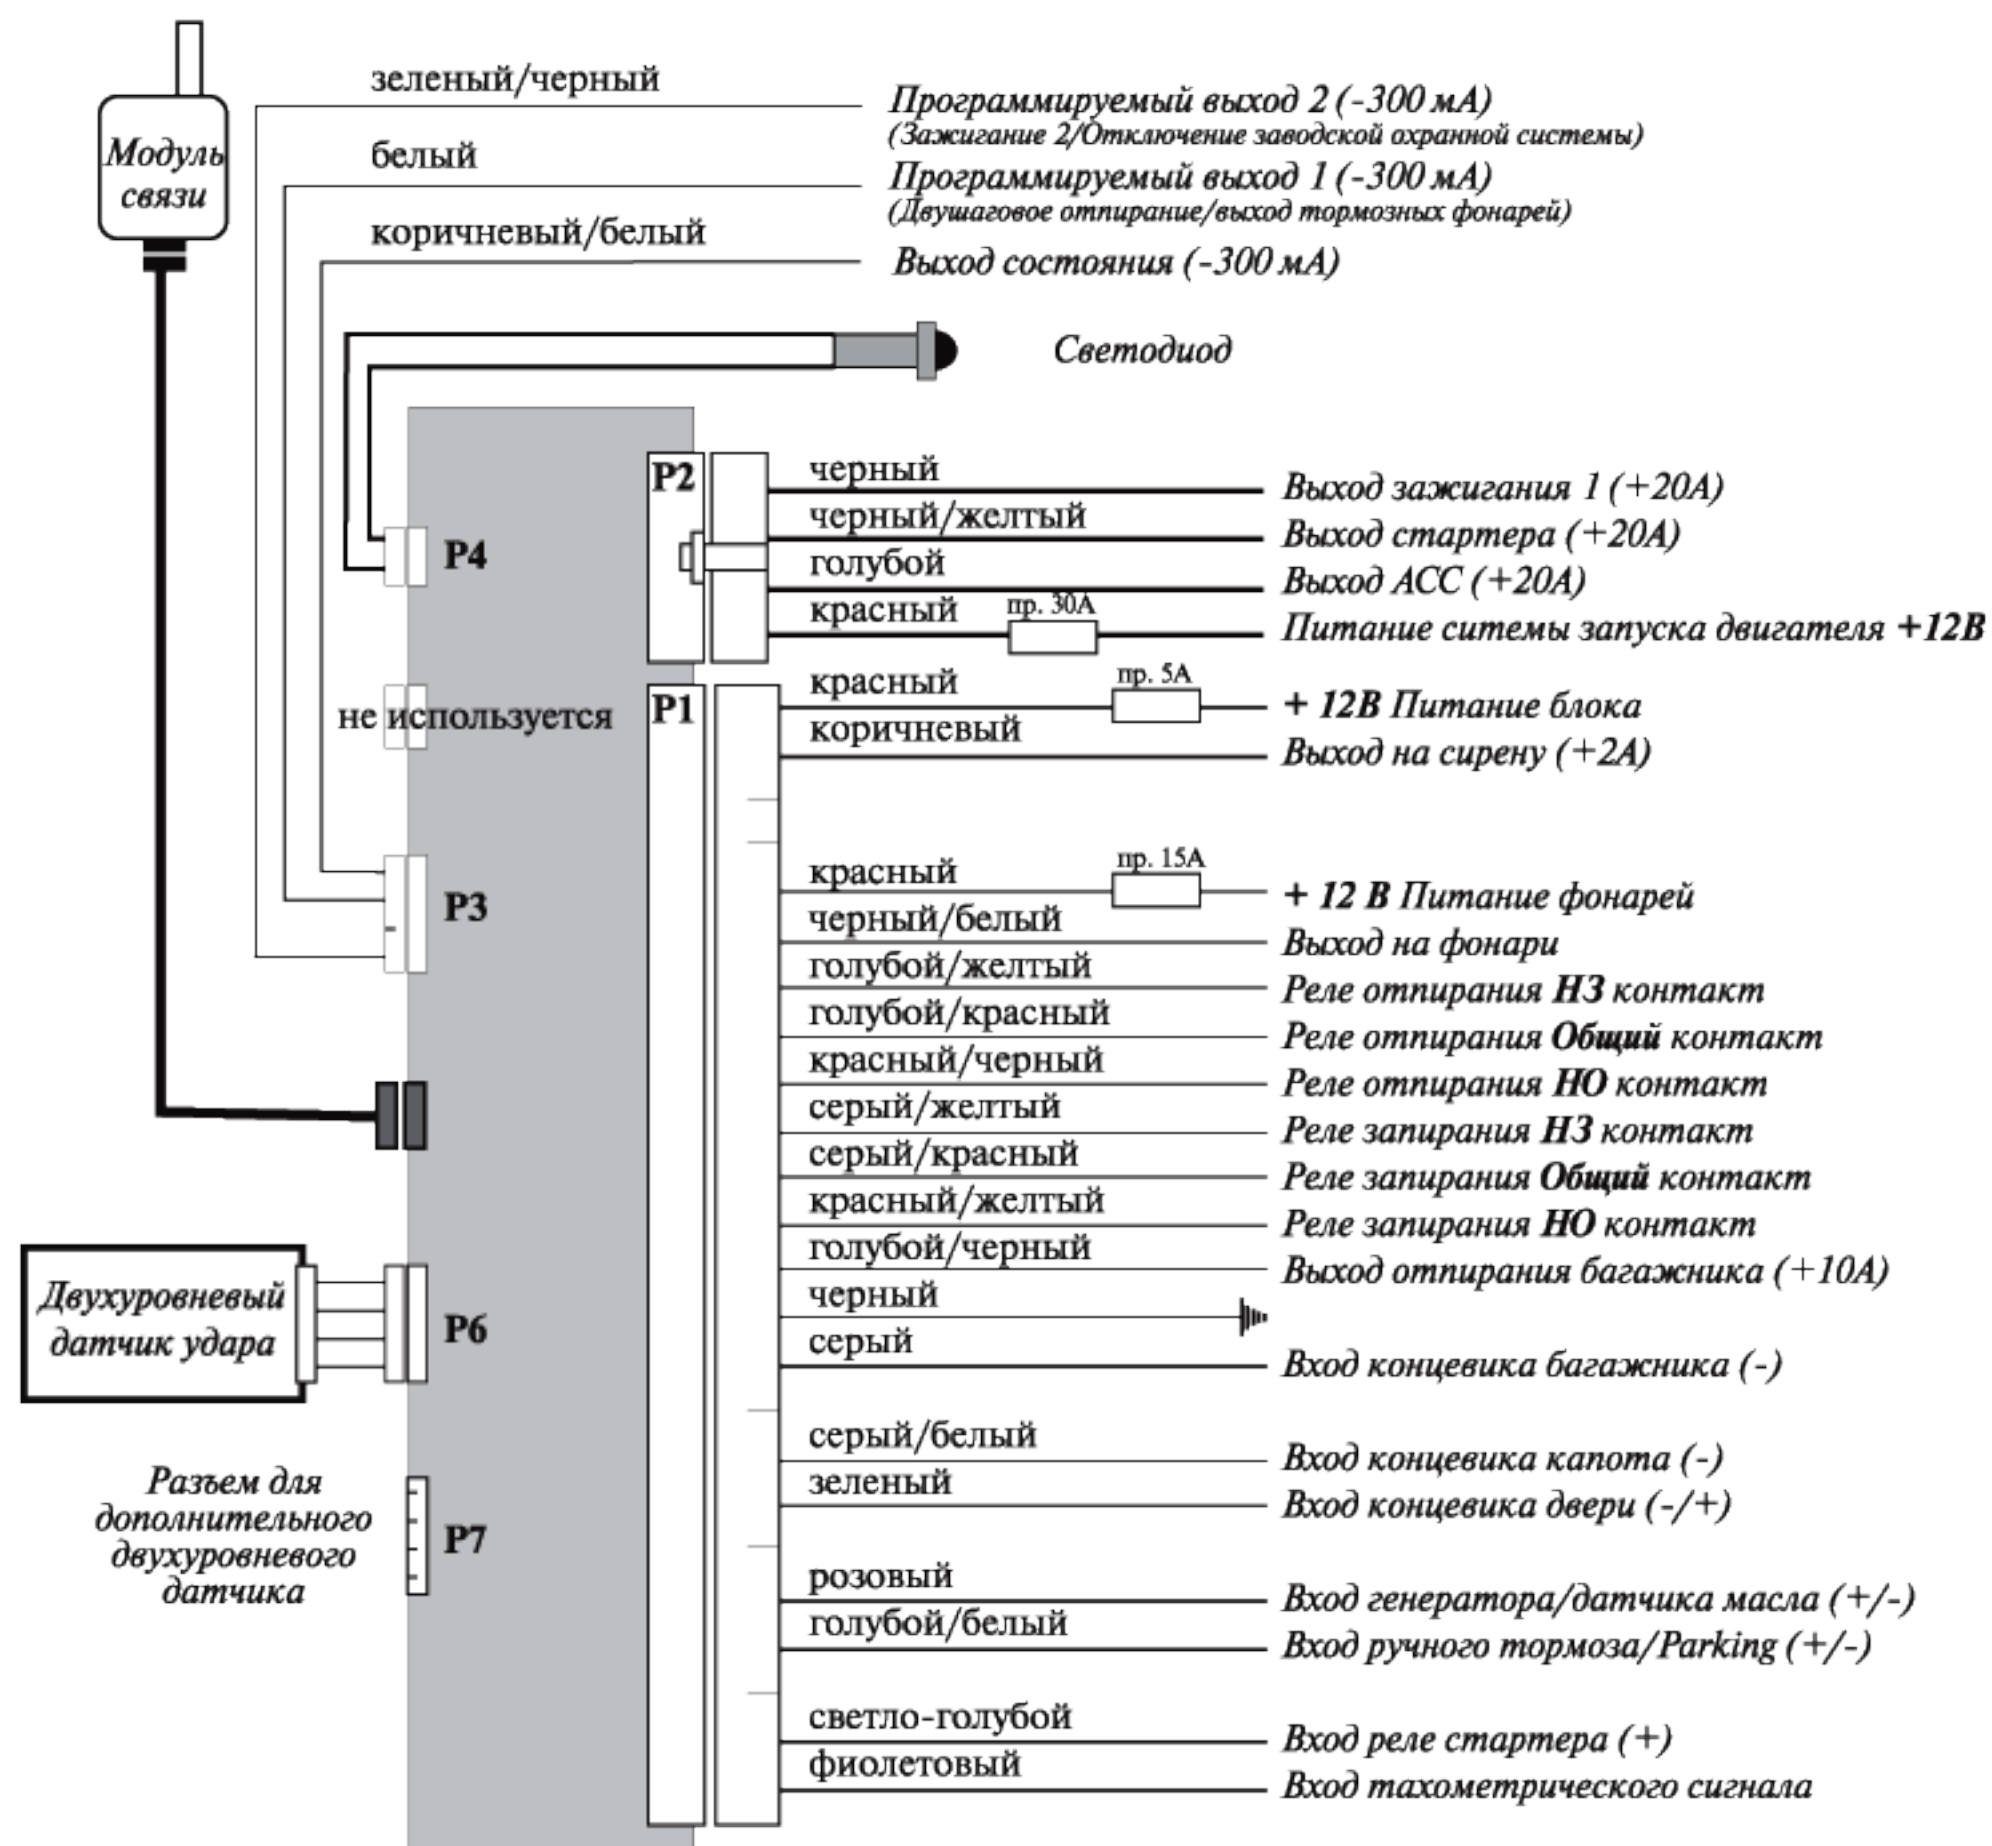 зеленый/черный
Программируемый выход 2 (-300 мА)
(Зажигание 2/Отключение заводской охранной системы)
Модуль
связи
белый
Программируемый выход 1 (-300 мА)
(Двушаговое отпирание/выход тормозных фонарей)
коричневый/белый
Выход состояния (-300 мА)
Светодиод
P2
черный
Выход зажигания 1 (+20А)
черный/желтый
Выход стартера (+20А)
P4
голубой
Выход АСС (+20А)
красный
пр. 30А
Питание ситемы запуска двигателя +12В
не используется
P1
красный
пр. 5А
+ 12В Питание блока
коричневый
Выход на сирену (+2А)
P3
красный
пр. 15А
+ 12 В Питание фонарей
черный/белый
Выход на фонари
голубой/желтый
Реле отпирания НЗ контакт
голубой/красный
Реле отпирания Общий контакт
красный/черный
Реле отпирания НО контакт
серый/желтый
Реле запирания НЗ контакт
серый/красный
Реле запирания Общий контакт
красный/желтый
Реле запирания НО контакт
голубой/черный
Выход отпирания багажника (+10А)
черный
серый
Вход концевика багажника (-)
Двухуровневый
датчик удара
P6
серый/белый
Вход концевика капота (-)
зеленый
Вход концевика двери (-/+)
Разъем для
дополнительного
двухуровневого
датчика
P7
розовый
Вход генератора/датчика масла (+/-)
голубой/белый
Вход ручного тормоза/Parking (+/-)
светло-голубой
Вход реле стартера (+)
фиолетовый
Вход тахометрического сигнала